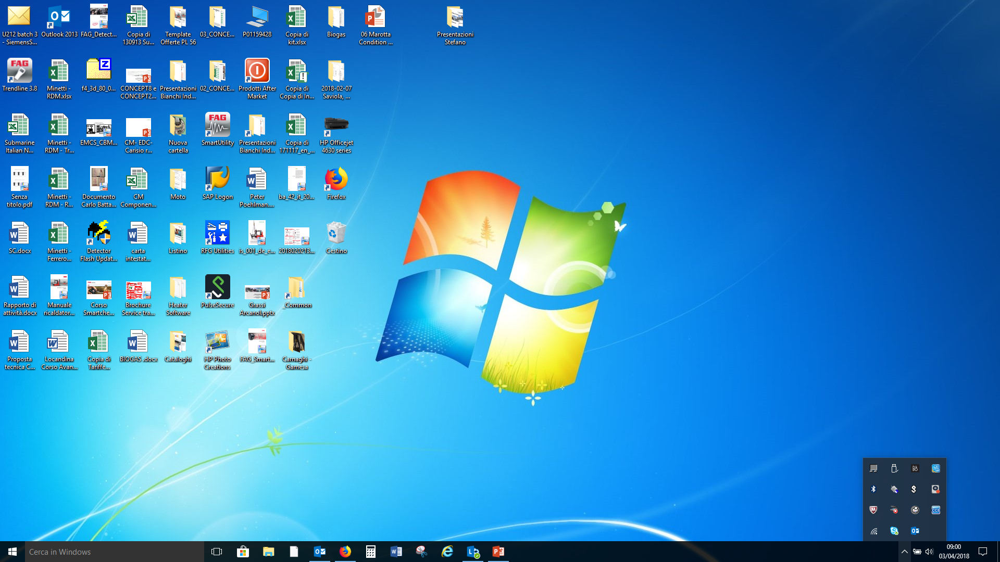 U212 batch 3
- SiemensS...
Outlook 2013
FAG_Detect...
Copia di
130913 Su...
Template
Offerte PL 56
03_CONCE...
P01159428
Copia di
kit.xlsx
Biogas
06 Marotta
Condition ...
Presentazioni
Stefano
FAG
Trendline 3.8
Minetti -
RDM.xlsx
f4_3d_80_0...
CONCEPT8 e
CONCEPT2...
Presentazioni
Bianchi Ind...
02_CONCE...
Prodotti After
Market
Copia di
Copia di In...
2018-02-07
Saviola, ...
Submarine
Italian N...
Minetti -
RDM - Tr...
EMCS_CBM...
CM- EDC-
Carisio r...
Nuova
cartella
FAG
SmartUtility
Presentazioni
Bianchi Ind...
Copia di
171117_en_...
HP Officejet
4630 series
Senza
titolo.pdf
Minetti -
RDM - R...
Documento
Carlo Batta...
CM
Componen...
Moto
SAP Logon
Peter
Poehlman....
ba_42_it_20...
Firefox
SC.docx
Minetti -
Ferrero...
Detector
Flash Updat...
carta
intestat...
Listino
RFG Utilities
is_001_de_e...
2018020213...
Cestino
Rapporto di
attività.docx
Manuale
ricaldator...
Corso
Smartche...
Brochure
Service tra...
Heater
Software
PulseSecure
Grassi
Arcanol.pptx
_Common
Proposta
tecnica C...
Locandina
Corso Avan...
Copia di
Tariffe...
BIOGAS .docx
Cataloghi
HP Photo
Creations
FAG_Smart...
Carnaghi -
Gamesa
Cerca in Windows
09:00
03/04/2018